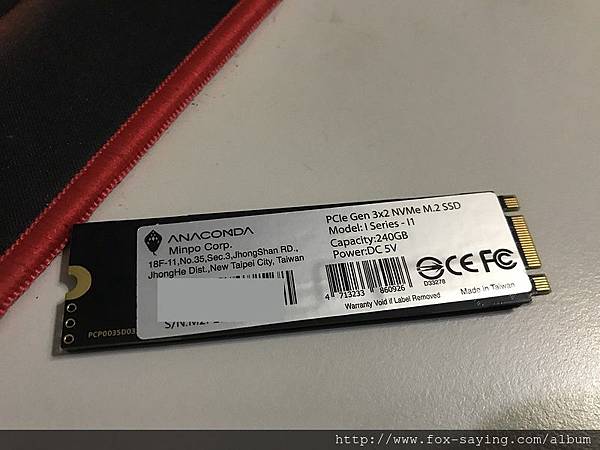 ANACONDA
Minpo Corp.
18F-11,No.35,Sec.3,JhongShan RD.,
JhongHe Dist.,New Taipei City, Taiwan
PCIe Gen 3x2 NVMe M.2 SSD
Model: I Series - I1
Capacity:240GB
Power:DC 5V
4 713233 860926
Warranty Void if Label Removed
D33278
CE FC
Made in Taiwan
PCP0035D03
http://www.fox-saying.com/album